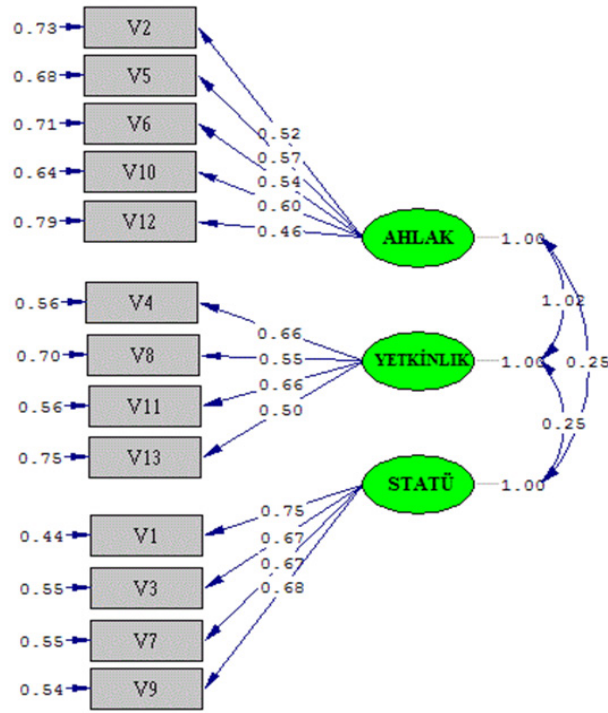 0.73 V2
0.68 V5
0.71 V6
0.64 V10
0.79 V12
0.52
0.57
0.54
0.60
0.46
AHLAK 1.00
0.56 V4
0.70 V8
0.56 V11
0.75 V13
0.66
0.55
0.66
0.50
YETKİNLIK 1.00
1.02
0.25
0.25
STATÜ 1.00
0.44 V1
0.55 V3
0.55 V7
0.54 V9
0.75
0.67
0.67
0.68